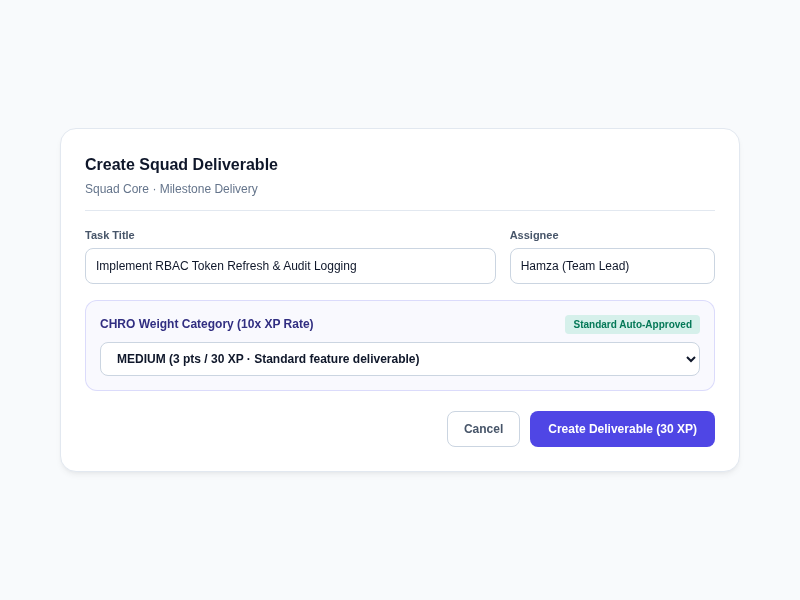 Create Squad Deliverable
Squad Core · Milestone Delivery
Task Title
Assignee
Implement RBAC Token Refresh & Audit Logging
Hamza (Team Lead)
CHRO Weight Category (10x XP Rate)
Standard Auto-Approved
MEDIUM (3 pts / 30 XP · Standard feature deliverable)
Cancel
Create Deliverable (30 XP)